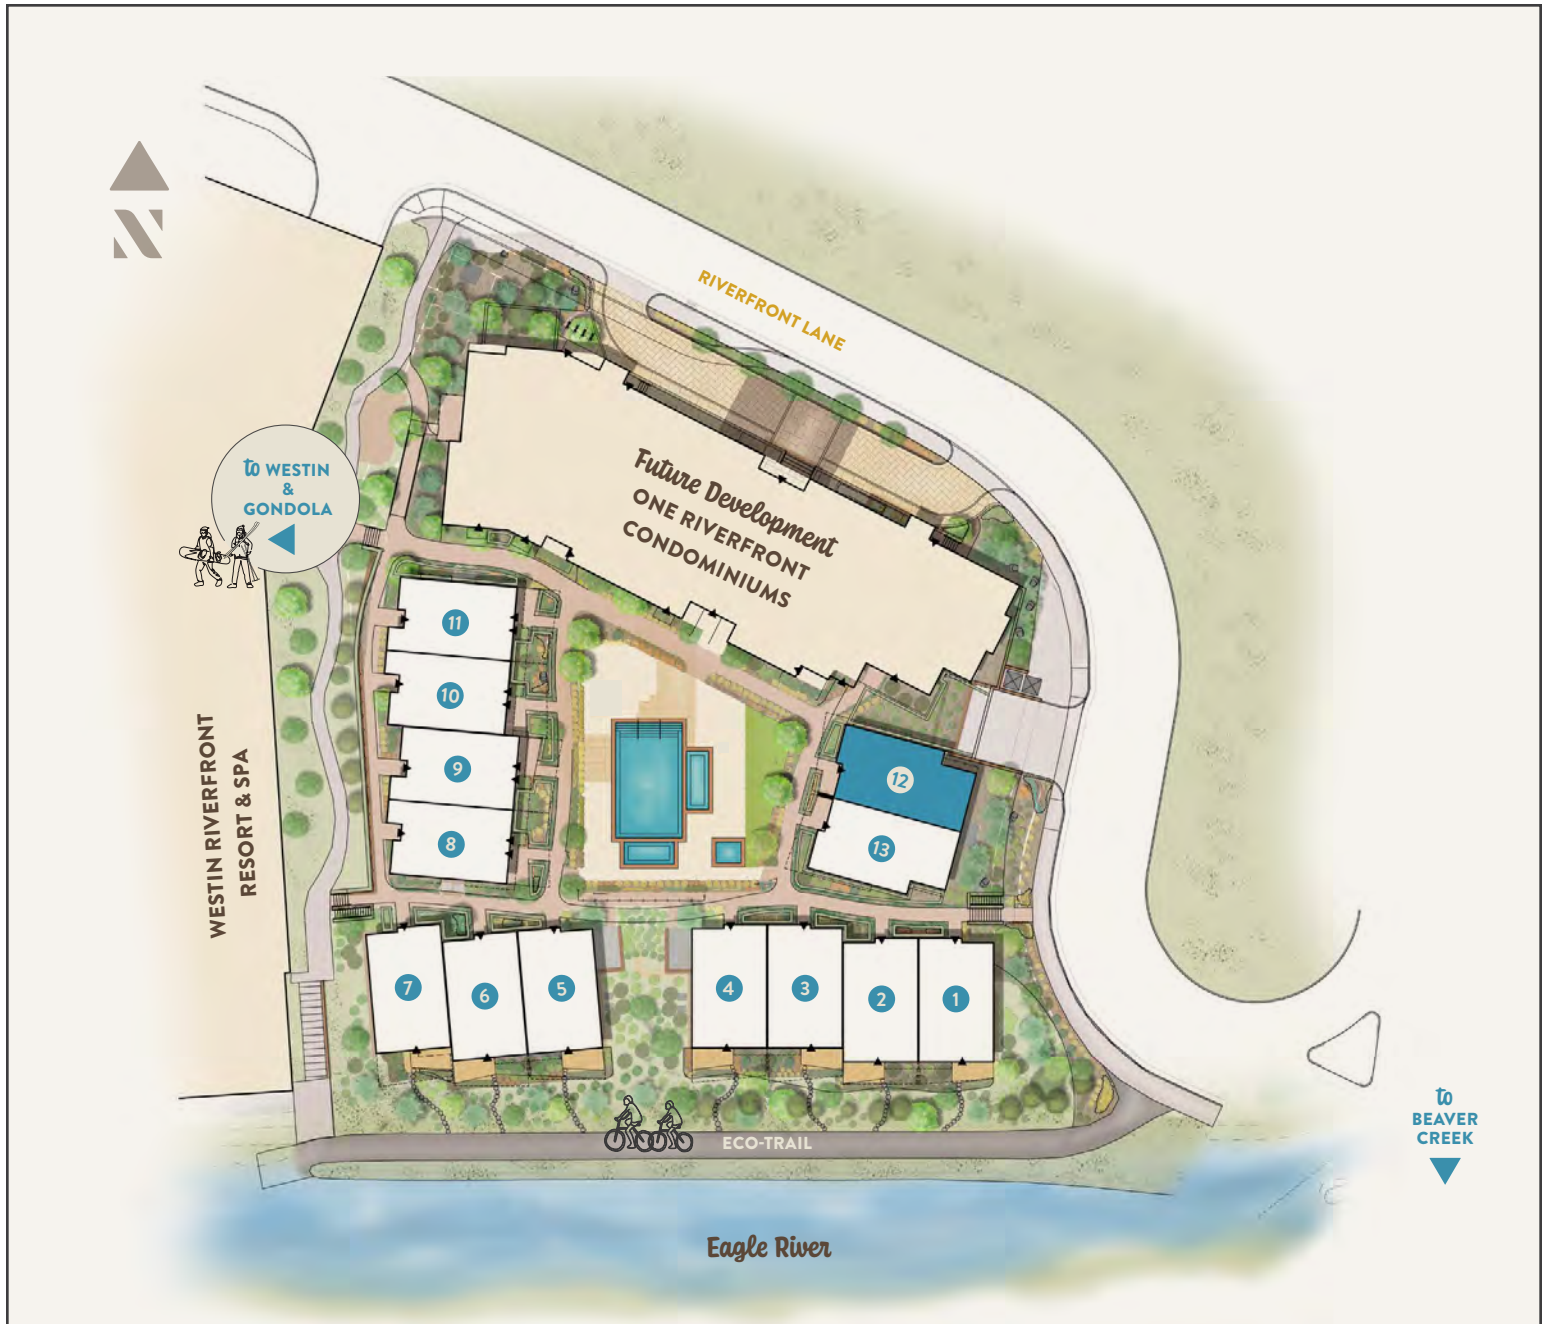 N
RIVERFRONT LANE
to WESTIN
&
GONDOLA
Future Development
ONE RIVERFRONT
CONDOMINIUMS
WESTIN RIVERFRONT
RESORT & SPA
11
10
9
8
12
13
7
6
5
4
3
2
1
ECO-TRAIL
to
BEAVER
CREEK
Eagle River